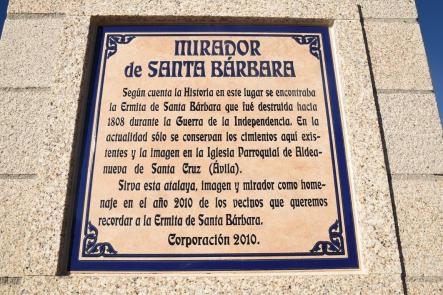 MIRADOR
de SANTA BÁRBARA
Según cuenta la Historia en este lugar se encontraba
la Ermita de Santa Bárbara que fué destruida hacia
1808 durante la Guerra de la Independencia. En la
actualidad sólo se conservan los cimientos aquí exis-
tentes y la imagen en la Iglesia Parroquial de Aldea-
nueva de Santa Cruz (Ávila).
Sirva esta atalaya, imagen y mirador como home-
naje en el año 2010 de los vecinos que queremos
recordar a la Ermita de Santa Bárbara.
Corporación 2010.